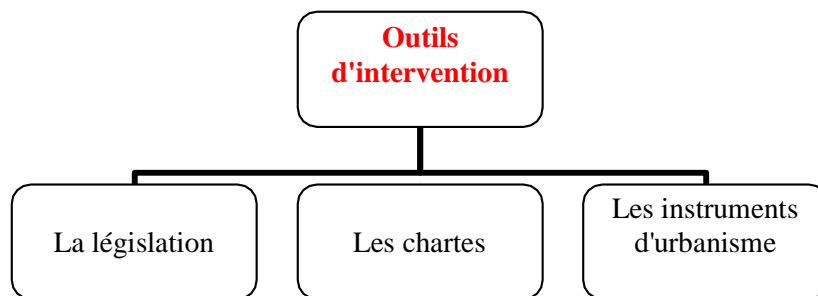 Outils
d'intervention
La législation
Les chartes
Les instruments
d'urbanisme